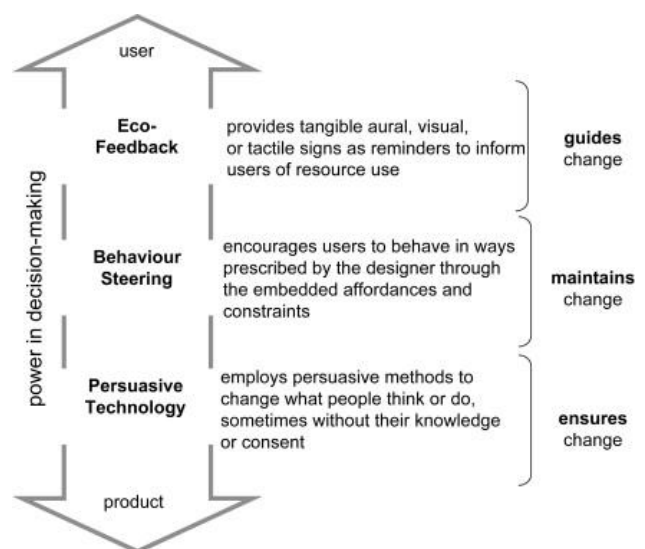 user
Eco-
Feedback
provides tangible aural, visual,
or tactile signs as reminders to inform
users of resource use
guides
change
power in decision-making
Behaviour
Steering
encourages users to behave in ways
prescribed by the designer through
the embedded affordances and
constraints
maintains
change
Persuasive
Technology
employs persuasive methods to
change what people think or do,
sometimes without their knowledge
or consent
ensures
change
product